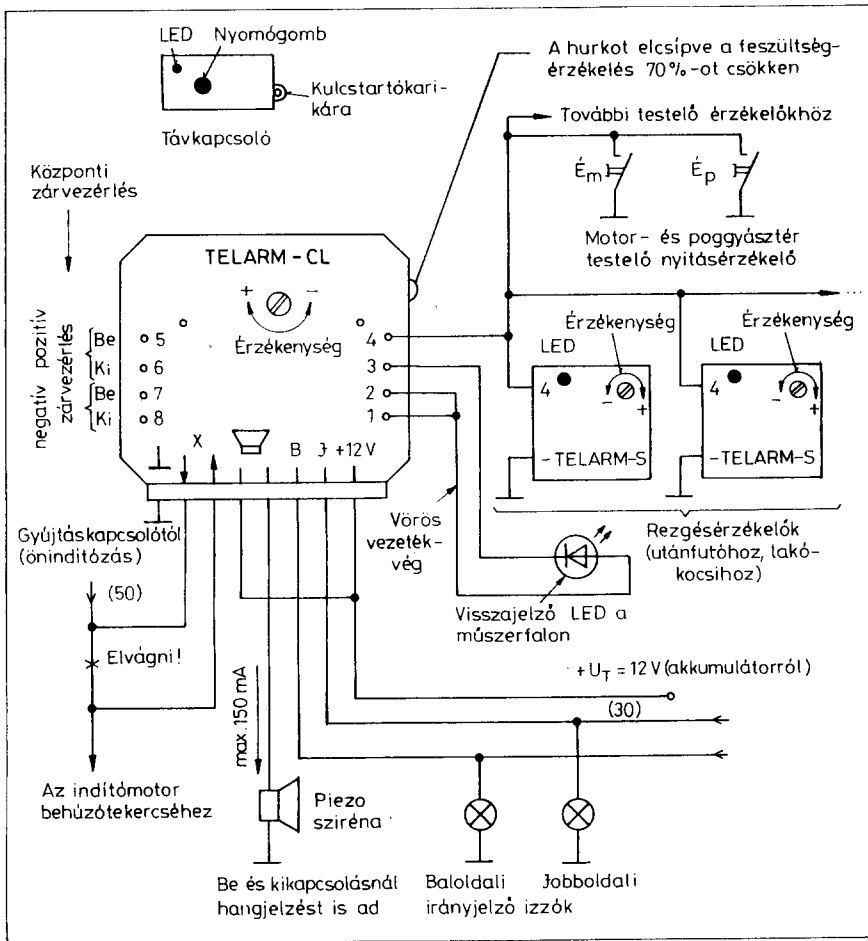 LED Nyomógomb
Kulcstartókari-
kára
Távkapcsoló
A hurkot elcsípve a feszültség-
érzékelés 70%-ot csökken
További testelő érzékelőkhöz
Ém
Ép
Motor- és poggyásztér
testelő nyitásérzékelő
Központi
zárvezérlés
TELARM-CL
+ -
Érzékenység
negatív pozitív
zárvezérlés
Be
Ki
Be
Ki
5
6
7
8
4
3
2
1
X
B
J
+12 V
...
Érzékenység
LED
4
- +
-TELARM-S
Érzékenység
LED
4
- +
-TELARM-S
Rezgésérzékelők
(utánfutóhoz, lakó-
kocsihoz)
Vörös
vezeték-
vég
Visszajelző LED a
műszerfalon
Gyújtáskapcsolótól
(önindítózás)
(50)
Elvágni!
Az indítómotor
behúzótekercséhez
max. 150 mA
+UT = 12 V (akkumulátorról)
(30)
Piezo
sziréna
Be és kikapcsolásnál
hangjelzést is ad
Baloldali Jobboldali
irányjelző izzók